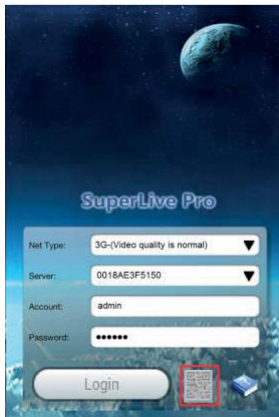 SuperLive Pro
Net Type: 3G-(Video quality is normal)
Server: 0018AE3F5150
Account: admin
Password: ●●●●●●
Login